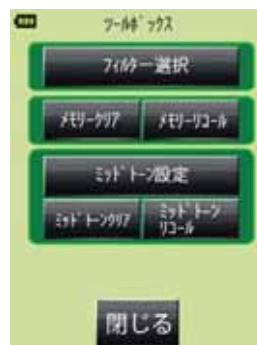 ツールボックス
フィルター選択
メモリークリア
メモリーリコール
ミッドトーン設定
ミッドトーンクリア
ミッドトーン
リコール
閉じる